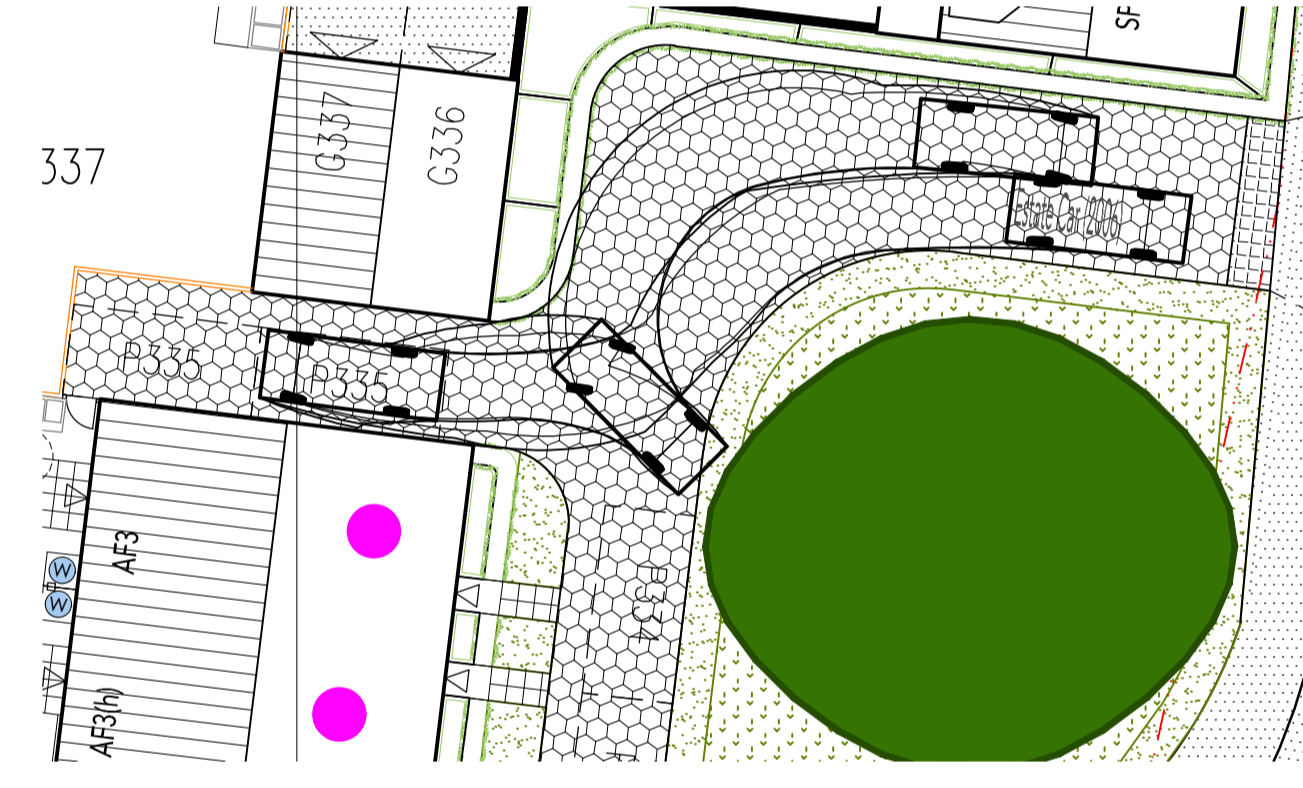 SF
G337
G336
337
Estate Car (2006)
P335
P335
AF3
W
W
P334
AF3(h)
P